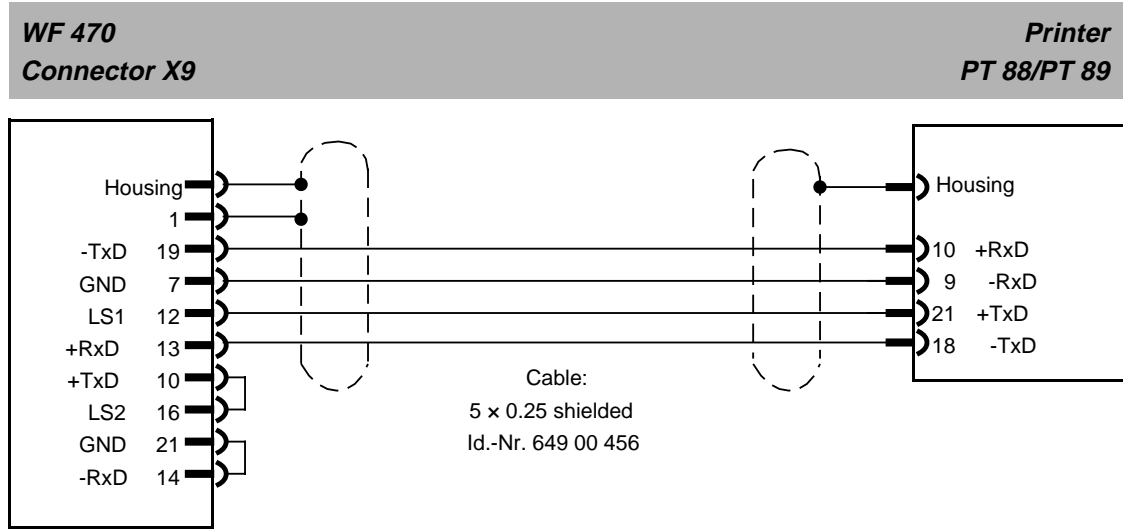 WF 470
Connector X9
Printer
PT 88/PT 89
Housing
1
-TxD 19
GND 7
LS1 12
+RxD 13
+TxD 10
LS2 16
GND 21
-RxD 14
Cable:
5 × 0.25 shielded
Id.-Nr. 649 00 456
Housing
10 +RxD
9 -RxD
21 +TxD
18 -TxD